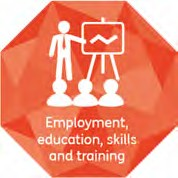 Employment,
education, skills
and training